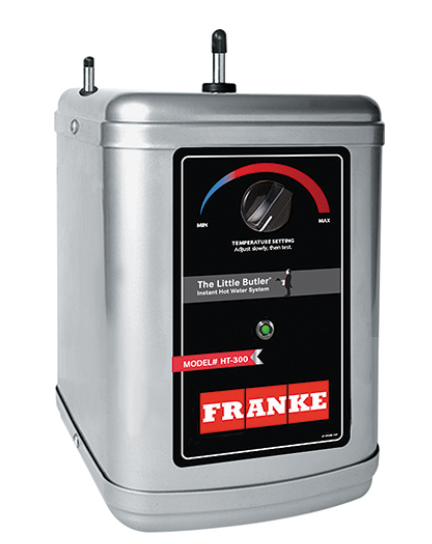 MIN
MAX
TEMPERATURE SETTING
Adjust slowly, then test.
The Little Butler
Instant Hot Water System
MODEL# HT-300
FRANKE